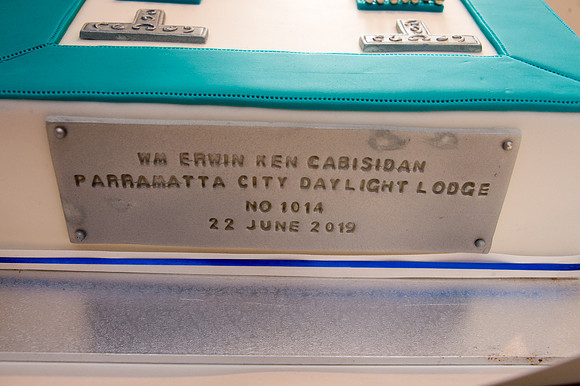 WM ERWIN KEN CABISIDAN
PARRAMATTA CITY DAYLIGHT LODGE
NO 1014
22 JUNE 2019